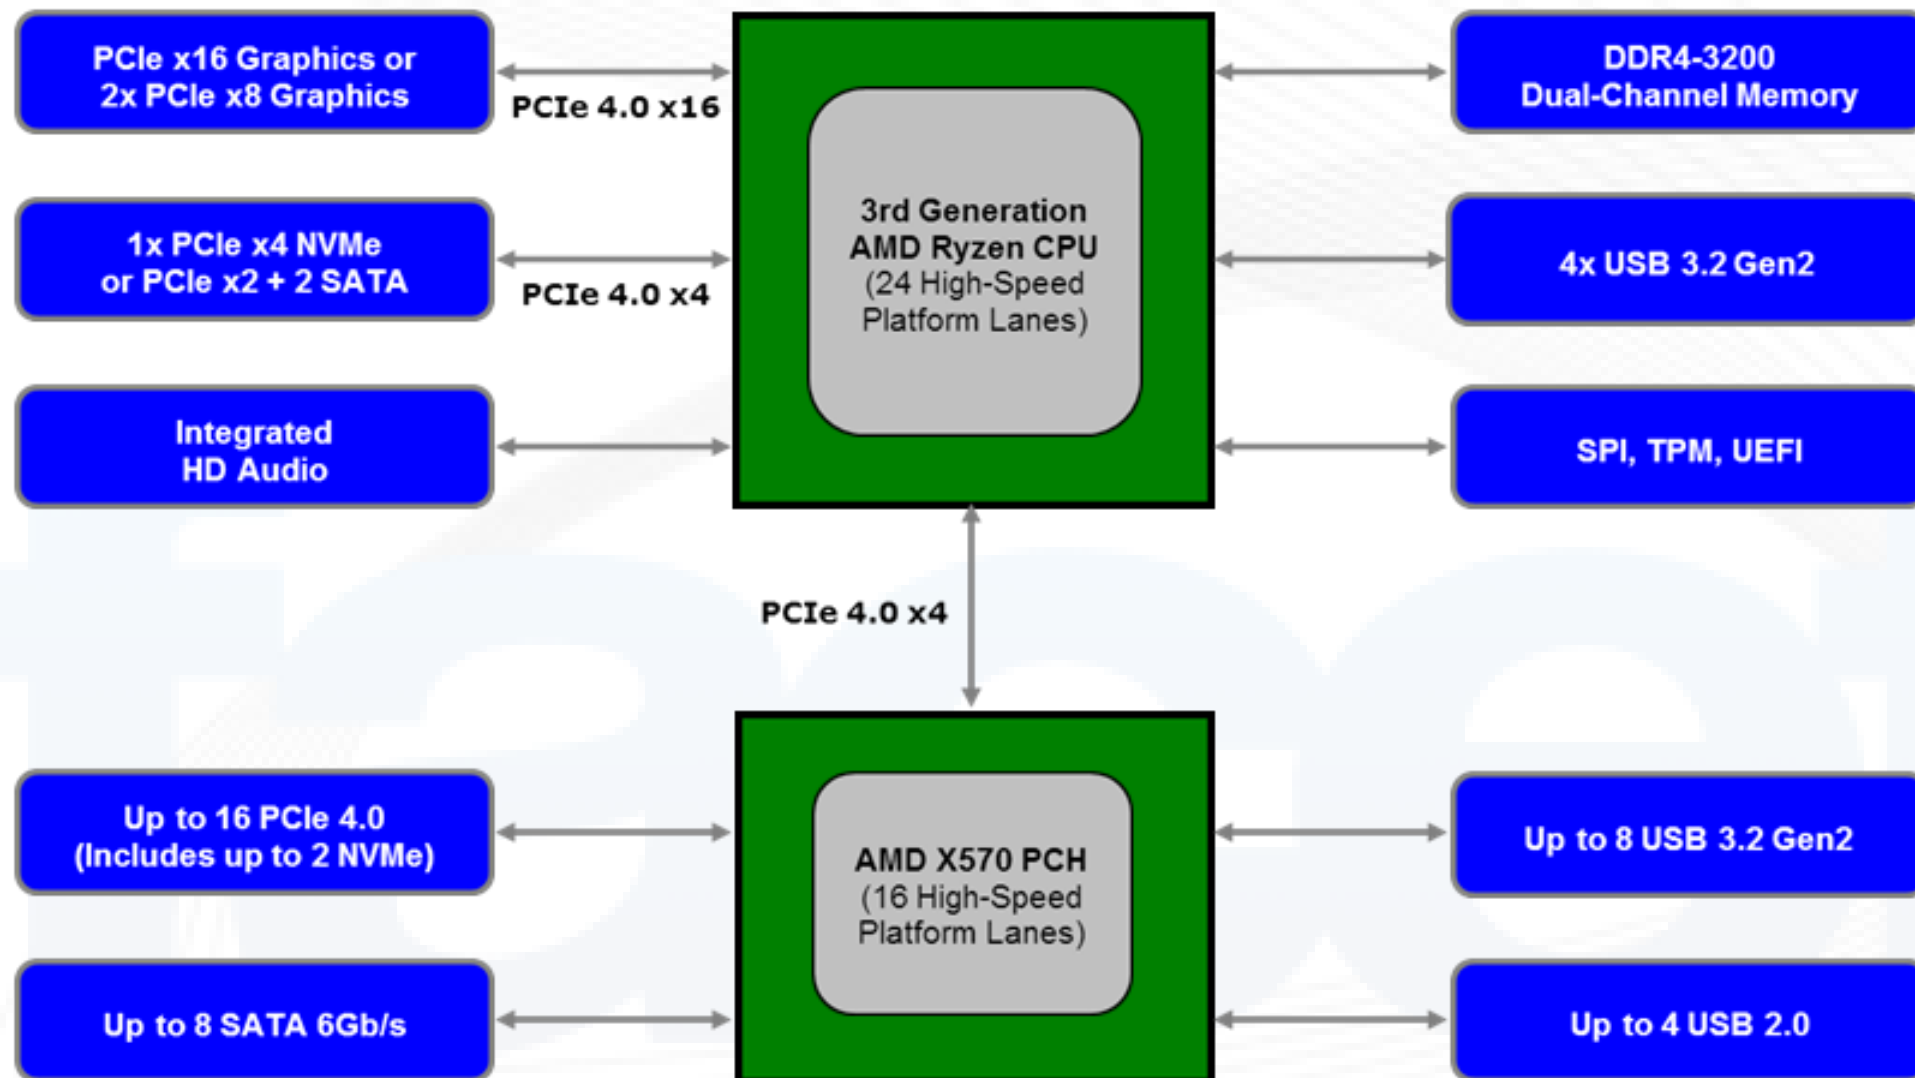 PCIe x16 Graphics or
2x PCIe x8 Graphics
PCIe 4.0 x16
DDR4-3200
Dual-Channel Memory
1x PCIe x4 NVMe
or PCIe x2 + 2 SATA
PCIe 4.0 x4
3rd Generation
AMD Ryzen CPU
(24 High-Speed
Platform Lanes)
4x USB 3.2 Gen2
Integrated
HD Audio
SPI, TPM, UEFI
PCIe 4.0 x4
Up to 16 PCIe 4.0
(Includes up to 2 NVMe)
AMD X570 PCH
(16 High-Speed
Platform Lanes)
Up to 8 USB 3.2 Gen2
Up to 8 SATA 6Gb/s
Up to 4 USB 2.0